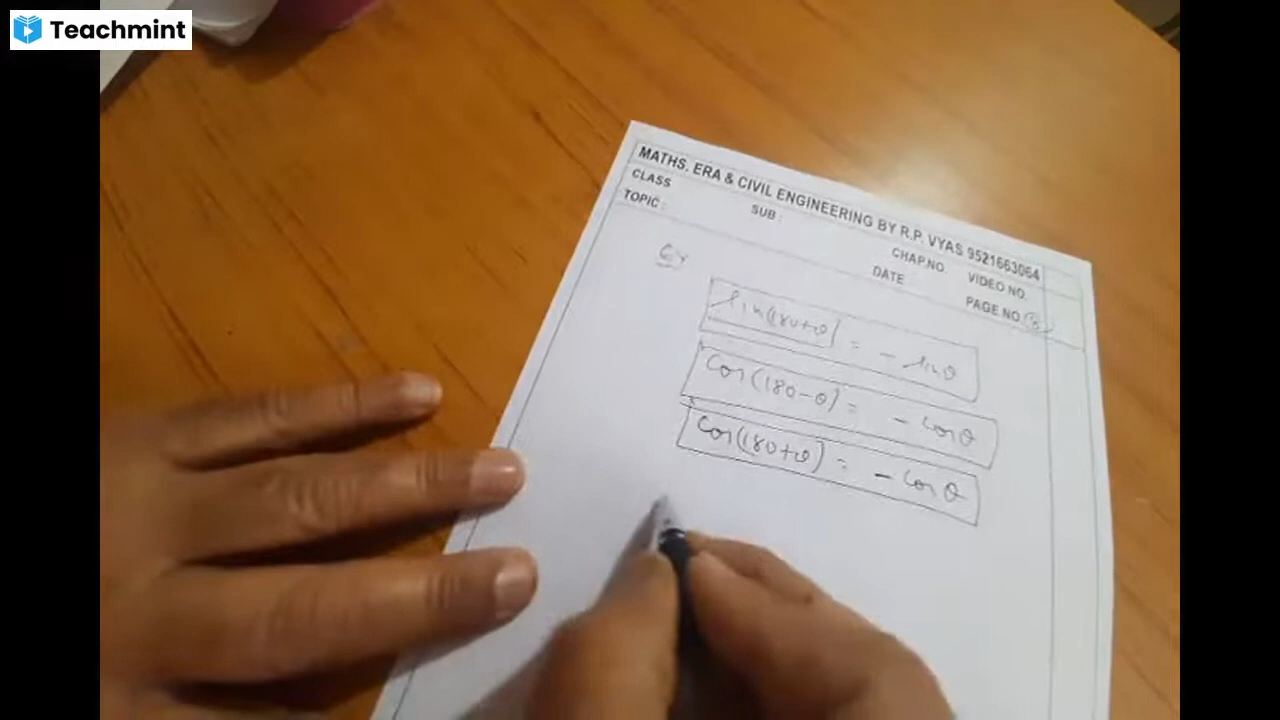 Teachmint
MATHS. ERA & CIVIL ENGINEERING BY R.P. VYAS 9521663064
CLASS
SUB :
CHAP.NO.
VIDEO NO.
TOPIC :
DATE
PAGE NO
Ex
sin(180+θ) = - sinθ
cos(180-θ) = - cosθ
cos(180+θ) = - cosθ